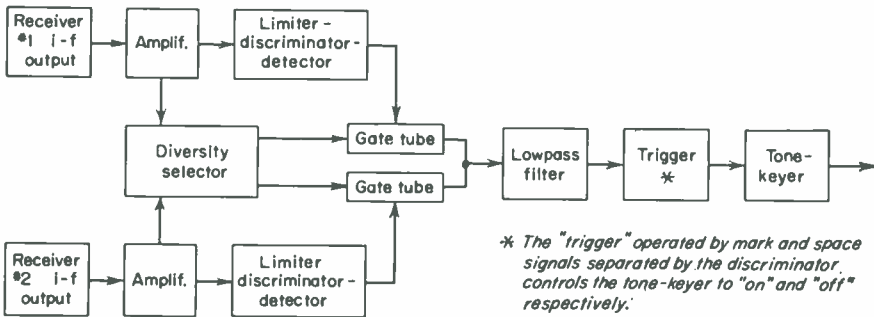 Receiver
#1 i-f
output
Amplif.
Limiter-
discriminator-
detector
Gate tube
Diversity
selector
Gate tube
Lowpass
filter
Trigger
*
Tone-
keyer
Receiver
#2 i-f
output
Amplif.
Limiter
discriminator-
detector
* The "trigger" operated by mark and space
signals separated by the discriminator
controls the tone-keyer to "on" and "off"
respectively.